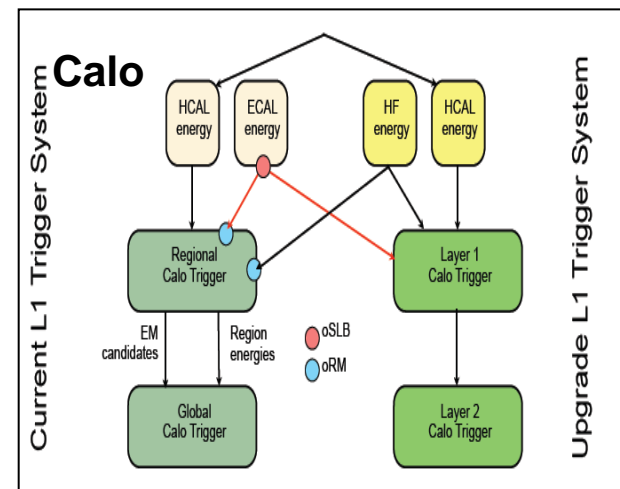 Calo
Current L1 Trigger System
HCAL
energy
ECAL
energy
HF
energy
HCAL
energy
Upgrade L1 Trigger System
Regional
Calo Trigger
Layer 1
Calo Trigger
EM
candidates
Region
energies
oSLB
oRM
Global
Calo Trigger
Layer 2
Calo Trigger